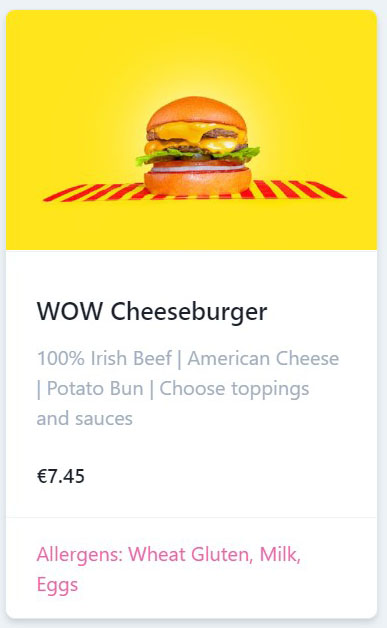 WOW Cheeseburger
100% Irish Beef | American Cheese
| Potato Bun | Choose toppings
and sauces
€7.45
Allergens: Wheat Gluten, Milk,
Eggs